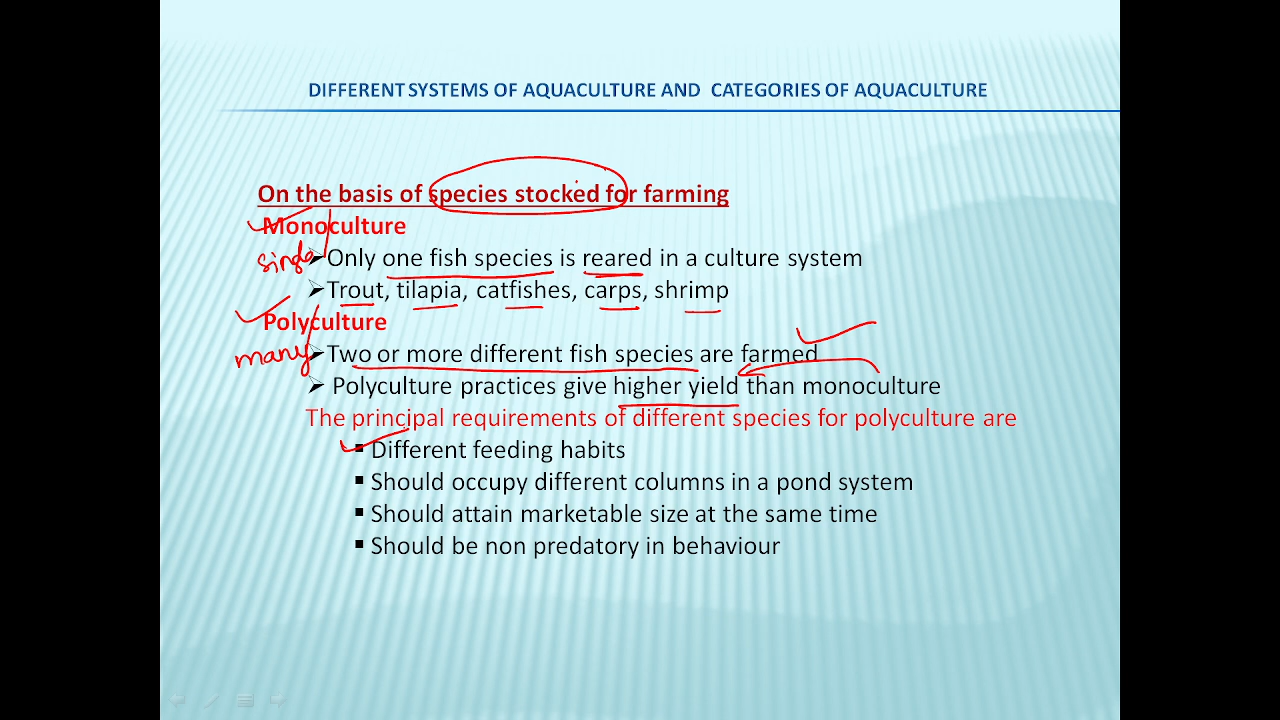 DIFFERENT SYSTEMS OF AQUACULTURE AND CATEGORIES OF AQUACULTURE
On the basis of species stocked for farming
Monoculture
single
➢Only one fish species is reared in a culture system
➢Trout, tilapia, catfishes, carps, shrimp
Polyculture
many
➢Two or more different fish species are farmed
➢ Polyculture practices give higher yield than monoculture
The principal requirements of different species for polyculture are
▪ Different feeding habits
▪ Should occupy different columns in a pond system
▪ Should attain marketable size at the same time
▪ Should be non predatory in behaviour